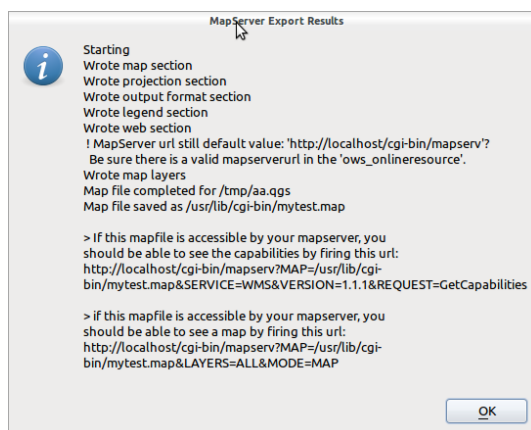 MapServer Export Results
Starting
Wrote map section
Wrote projection section
Wrote output format section
Wrote legend section
Wrote web section
! MapServer url still default value: 'http://localhost/cgi-bin/mapserv'?
Be sure there is a valid mapserverurl in the 'ows_onlineresource'.
Wrote map layers
Map file completed for /tmp/aa.qgs
Map file saved as /usr/lib/cgi-bin/mytest.map
> If this mapfile is accessible by your mapserver, you
should be able to see the capabilities by firing this url:
http://localhost/cgi-bin/mapserv?MAP=/usr/lib/cgi-
bin/mytest.map&SERVICE=WMS&VERSION=1.1.1&REQUEST=GetCapabilities
> if this mapfile is accessible by your mapserver, you
should be able to see a map by firing this url:
http://localhost/cgi-bin/mapserv?MAP=/usr/lib/cgi-
bin/mytest.map&LAYERS=ALL&MODE=MAP
OK